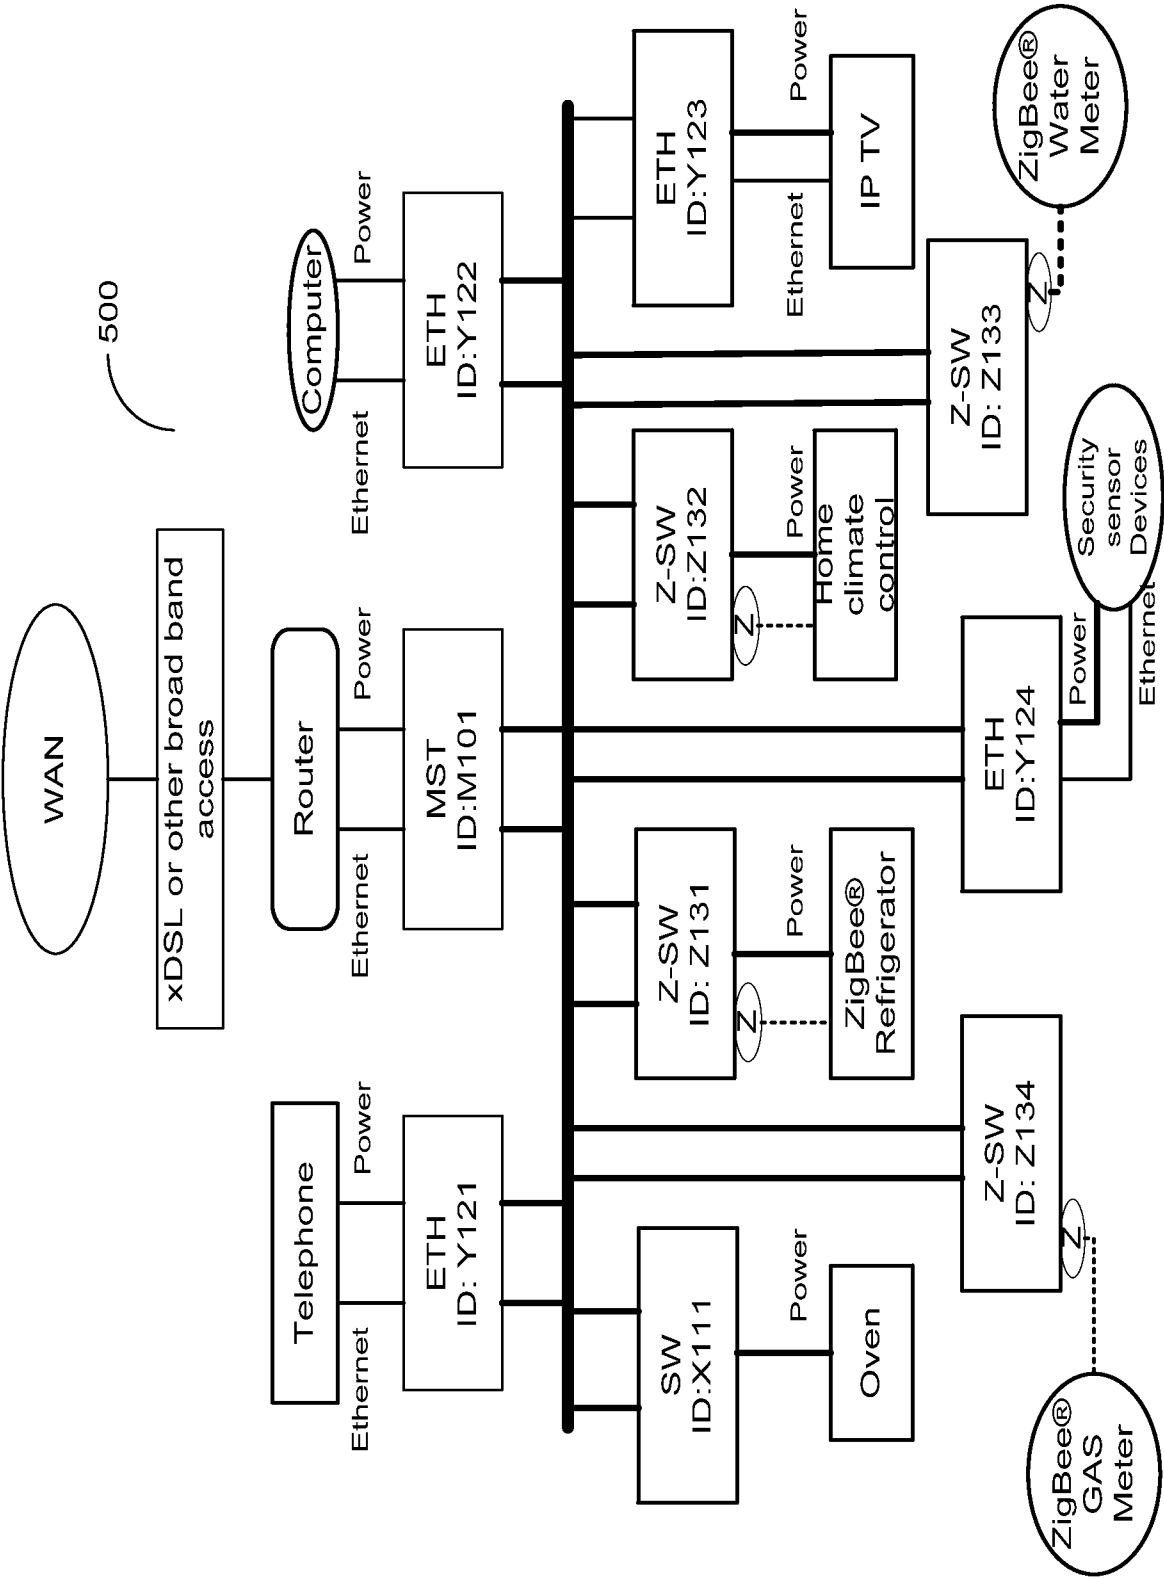 500
WAN
xDSL or other broad band
access
Telephone
Router
Computer
Ethernet
Power
Ethernet
Power
Ethernet
Power
ETH
ID: Y121
MST
ID:M101
ETH
ID:Y122
SW
ID:X111
Z-SW
ID: Z131
Z-SW
ID:Z132
ETH
ID:Y123
Power
Z
Power
Z
Power
Ethernet
Power
Oven
ZigBee®
Refrigerator
Home
climate
control
IP TV
Z-SW
ID: Z134
ETH
ID:Y124
Z-SW
ID: Z133
Z
Power
Ethernet
Z
ZigBee®
GAS
Meter
Security
sensor
Devices
ZigBee®
Water
Meter